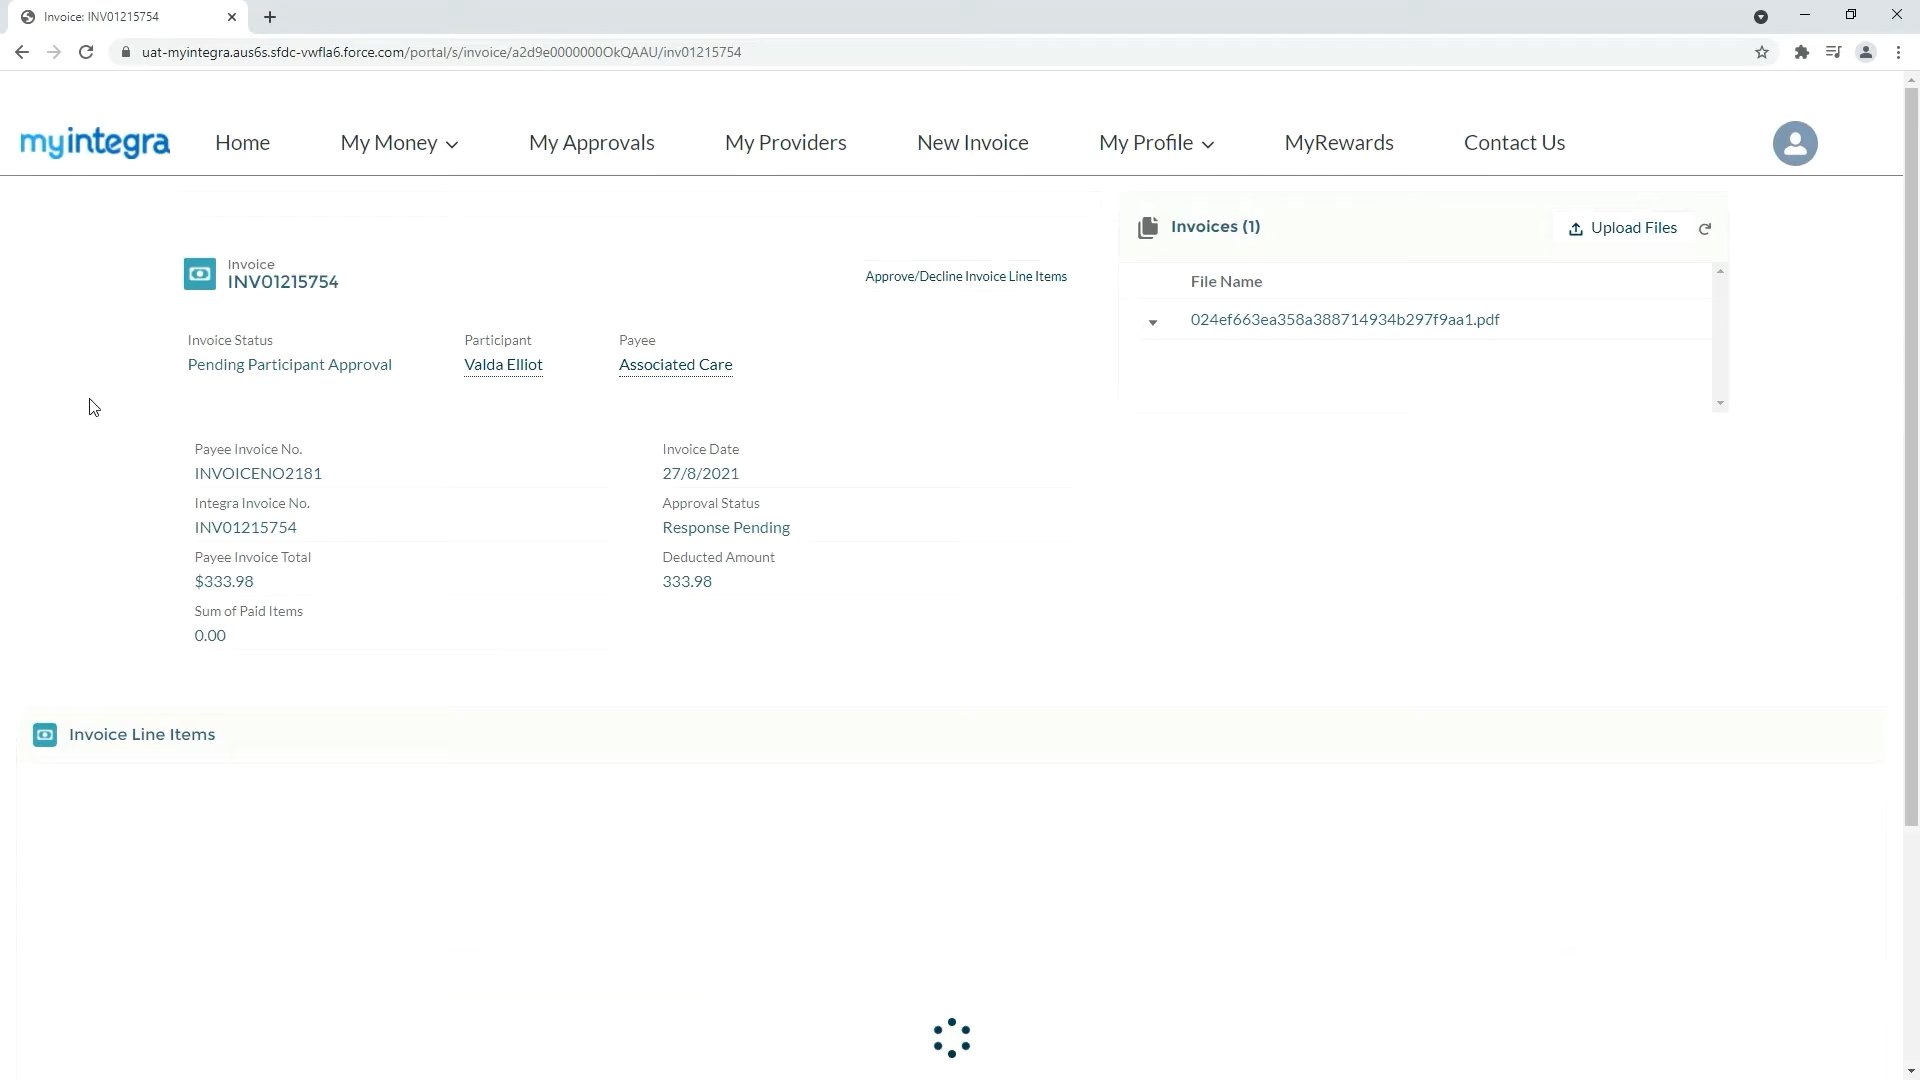 Invoice: INV01215754
uat-myintegra.aus6s.sfdc-vwfla6.force.com/portal/s/invoice/a2d9e0000000OkQAAU/inv01215754
myintegra Home My Money My Approvals My Providers New Invoice My Profile MyRewards Contact Us
Invoices (1) Upload Files
Invoice
INV01215754
Approve/Decline Invoice Line Items
File Name
024ef663ea358a388714934b297f9aa1.pdf
Invoice Status Participant Payee
Pending Participant Approval Valda Elliot Associated Care
Payee Invoice No. Invoice Date
INVOICENO2181 27/8/2021
Integra Invoice No. Approval Status
INV01215754 Response Pending
Payee Invoice Total Deducted Amount
$333.98 333.98
Sum of Paid Items
0.00
Invoice Line Items